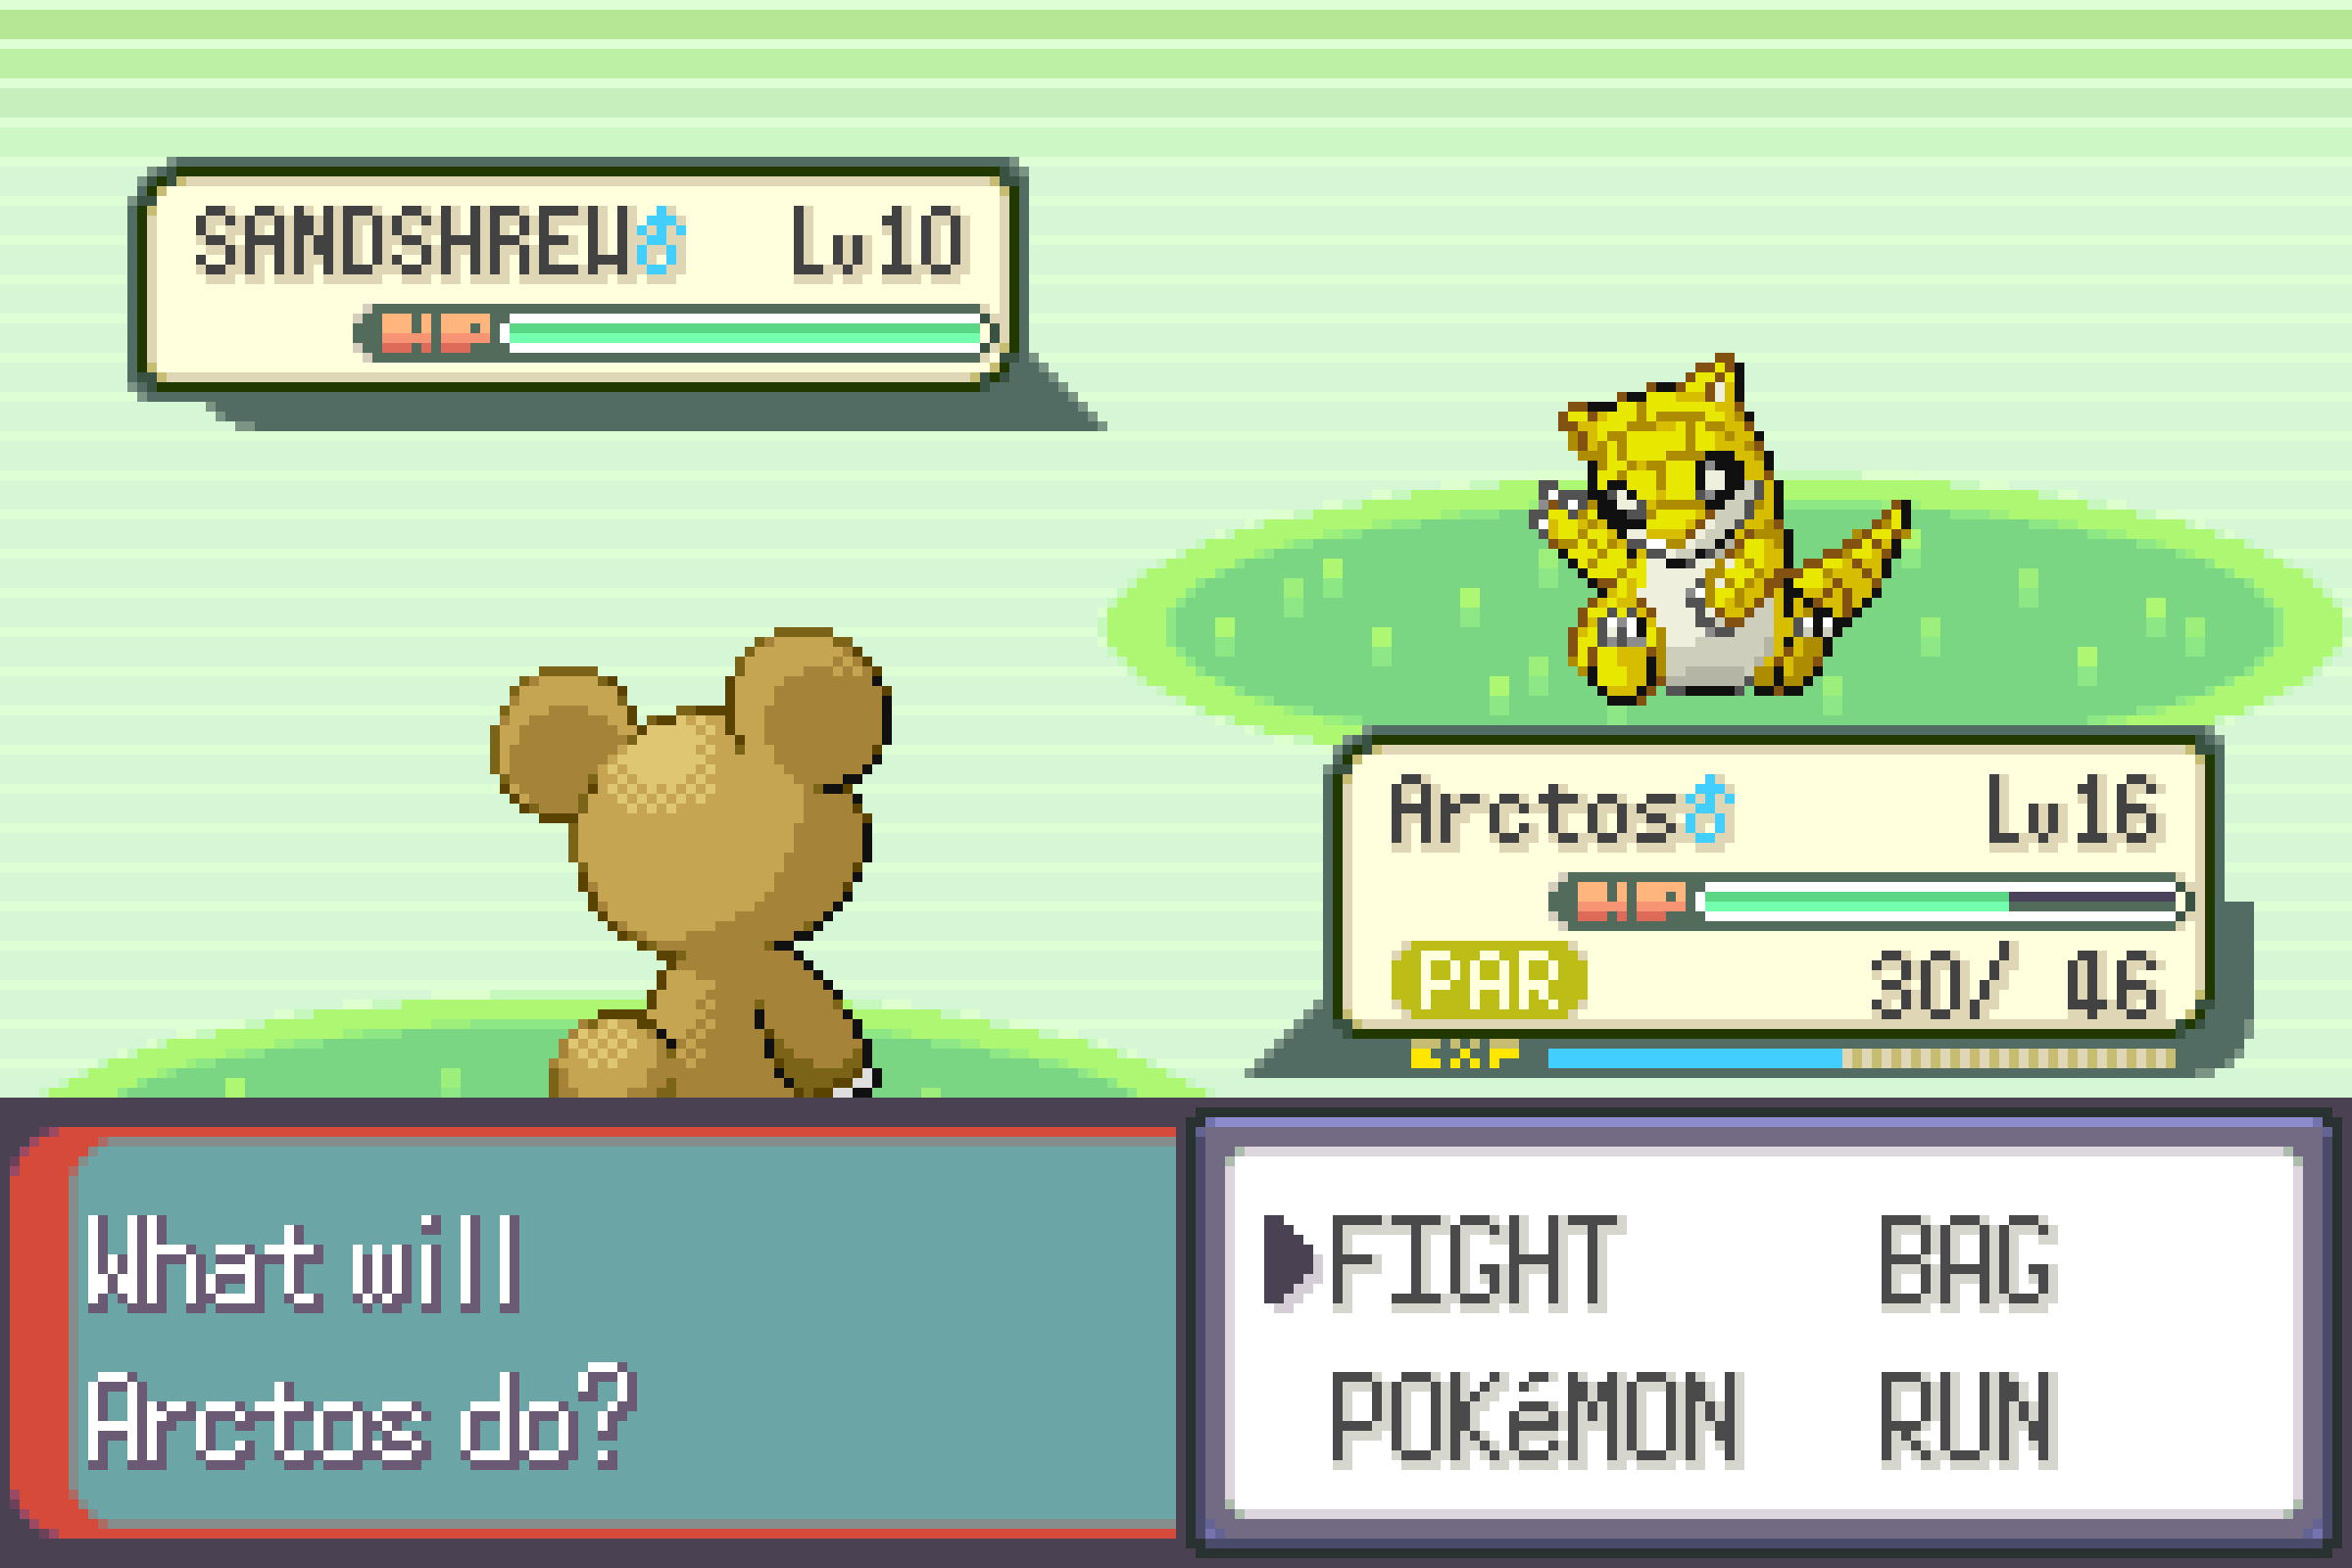 SANDSHREW♂ Lv10
HP
Arctos♂ Lv16
HP
PAR 30/ 46
EXP
What will
Arctos do?
FIGHT BAG
POKéMON RUN